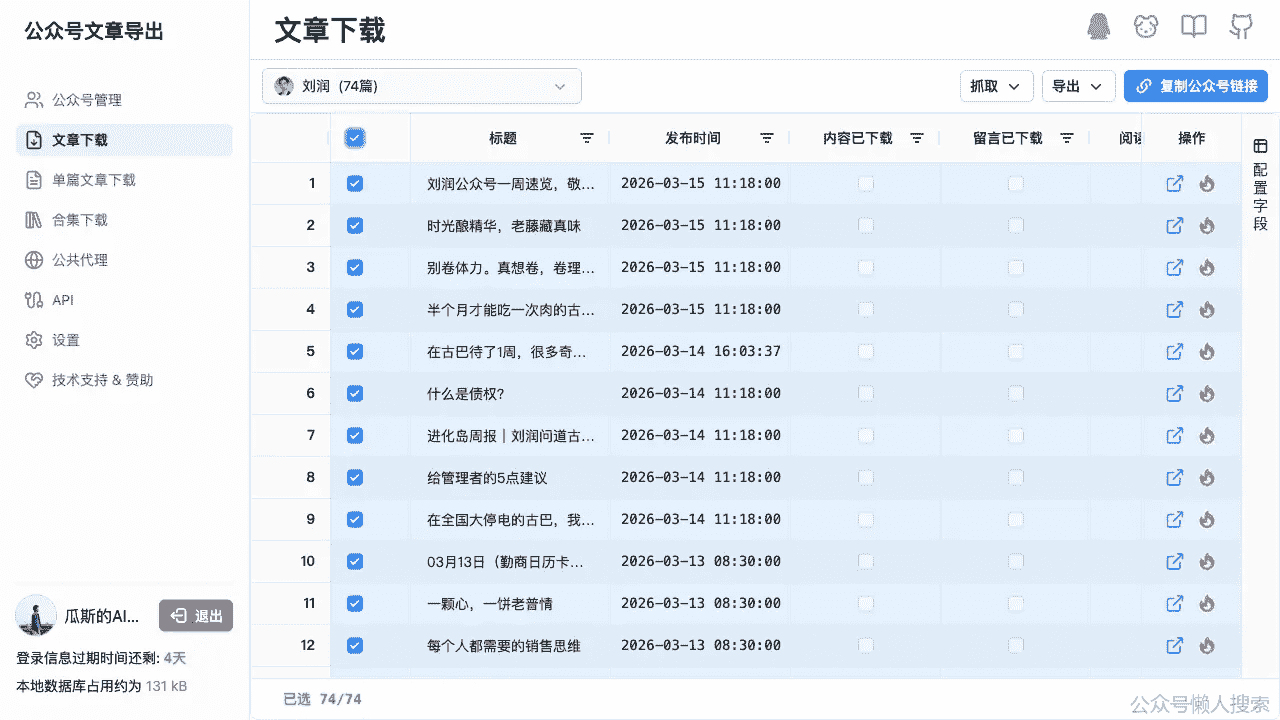 公众号文章导出
文章下载
公众号管理
文章下载
单篇文章下载
合集下载
公共代理
API
设置
技术支持 & 赞助
瓜斯的AI...
退出
登录信息过期时间还剩: 4天
本地数据库占用约为 131 kB
刘润 (74篇)
抓取
导出
复制公众号链接
标题 发布时间 内容已下载 留言已下载 阅读 操作
1 刘润公众号一周速览，敬... 2026-03-15 11:18:00
2 时光酿精华，老藤藏真味 2026-03-15 11:18:00
3 别卷体力。真想卷，卷理... 2026-03-15 11:18:00
4 半个月才能吃一次肉的古... 2026-03-15 11:18:00
5 在古巴待了1周，很多奇... 2026-03-14 16:03:37
6 什么是债权? 2026-03-14 11:18:00
7 进化岛周报｜刘润问道古... 2026-03-14 11:18:00
8 给管理者的5点建议 2026-03-14 11:18:00
9 在全国大停电的古巴，我... 2026-03-14 11:18:00
10 03月13日（勤商日历卡... 2026-03-13 08:30:00
11 一颗心，一饼老普情 2026-03-13 08:30:00
12 每个人都需要的销售思维 2026-03-13 08:30:00
配置字段
已选 74/74
公众号懒人搜索